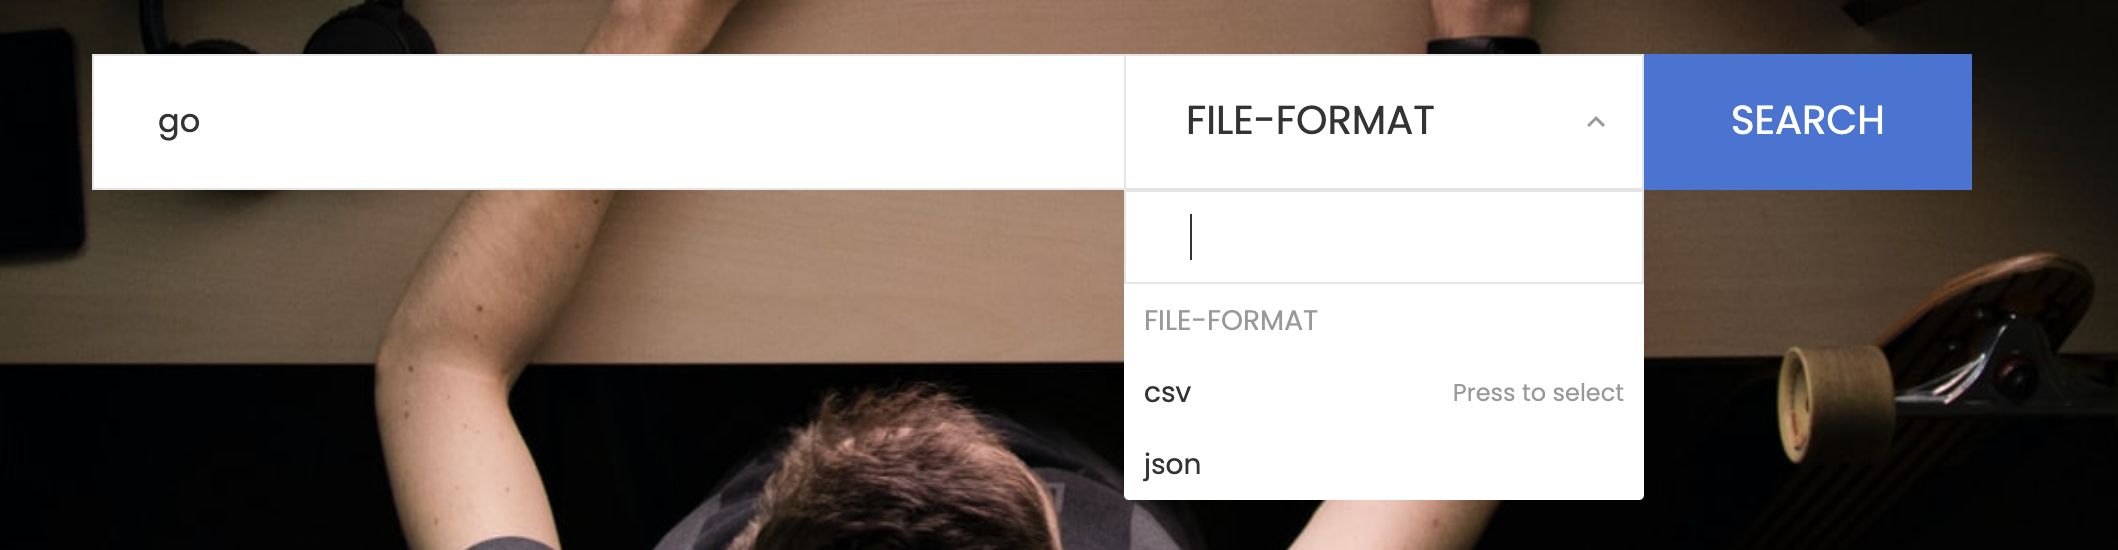 go
FILE-FORMAT
SEARCH
FILE-FORMAT
csv
Press to select
json